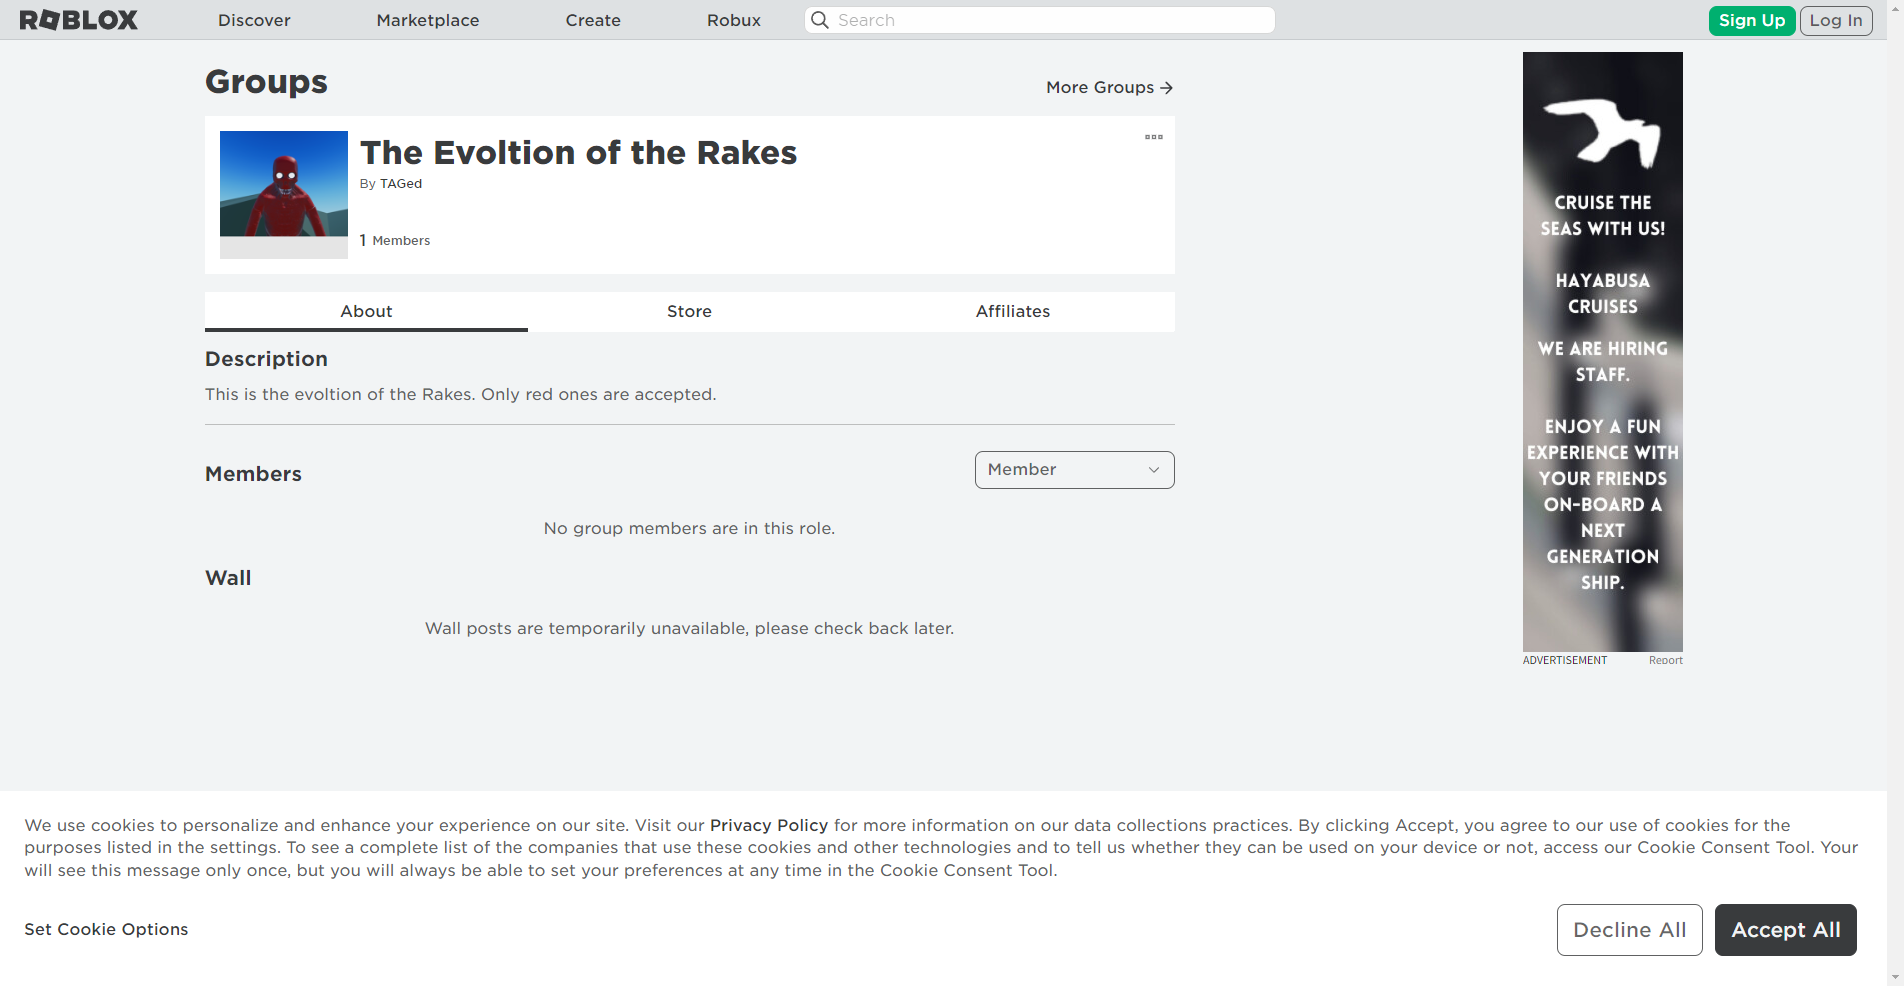 ROBLOX
Discover
Marketplace
Create
Robux
Search
Sign Up
Log In
Groups
More Groups
The Evoltion of the Rakes
By TAGed
1 Members
About
Store
Affiliates
Description
This is the evoltion of the Rakes. Only red ones are accepted.
Members
Member
No group members are in this role.
Wall
Wall posts are temporarily unavailable, please check back later.
CRUISE THE
SEAS WITH US!
HAYABUSA
CRUISES
WE ARE HIRING
STAFF.
ENJOY A FUN
EXPERIENCE WITH
YOUR FRIENDS
ON-BOARD A
NEXT
GENERATION
SHIP.
ADVERTISEMENT
Report
We use cookies to personalize and enhance your experience on our site. Visit our Privacy Policy for more information on our data collections practices. By clicking Accept, you agree to our use of cookies for the
purposes listed in the settings. To see a complete list of the companies that use these cookies and other technologies and to tell us whether they can be used on your device or not, access our Cookie Consent Tool. Your
will see this message only once, but you will always be able to set your preferences at any time in the Cookie Consent Tool.
Set Cookie Options
Decline All
Accept All